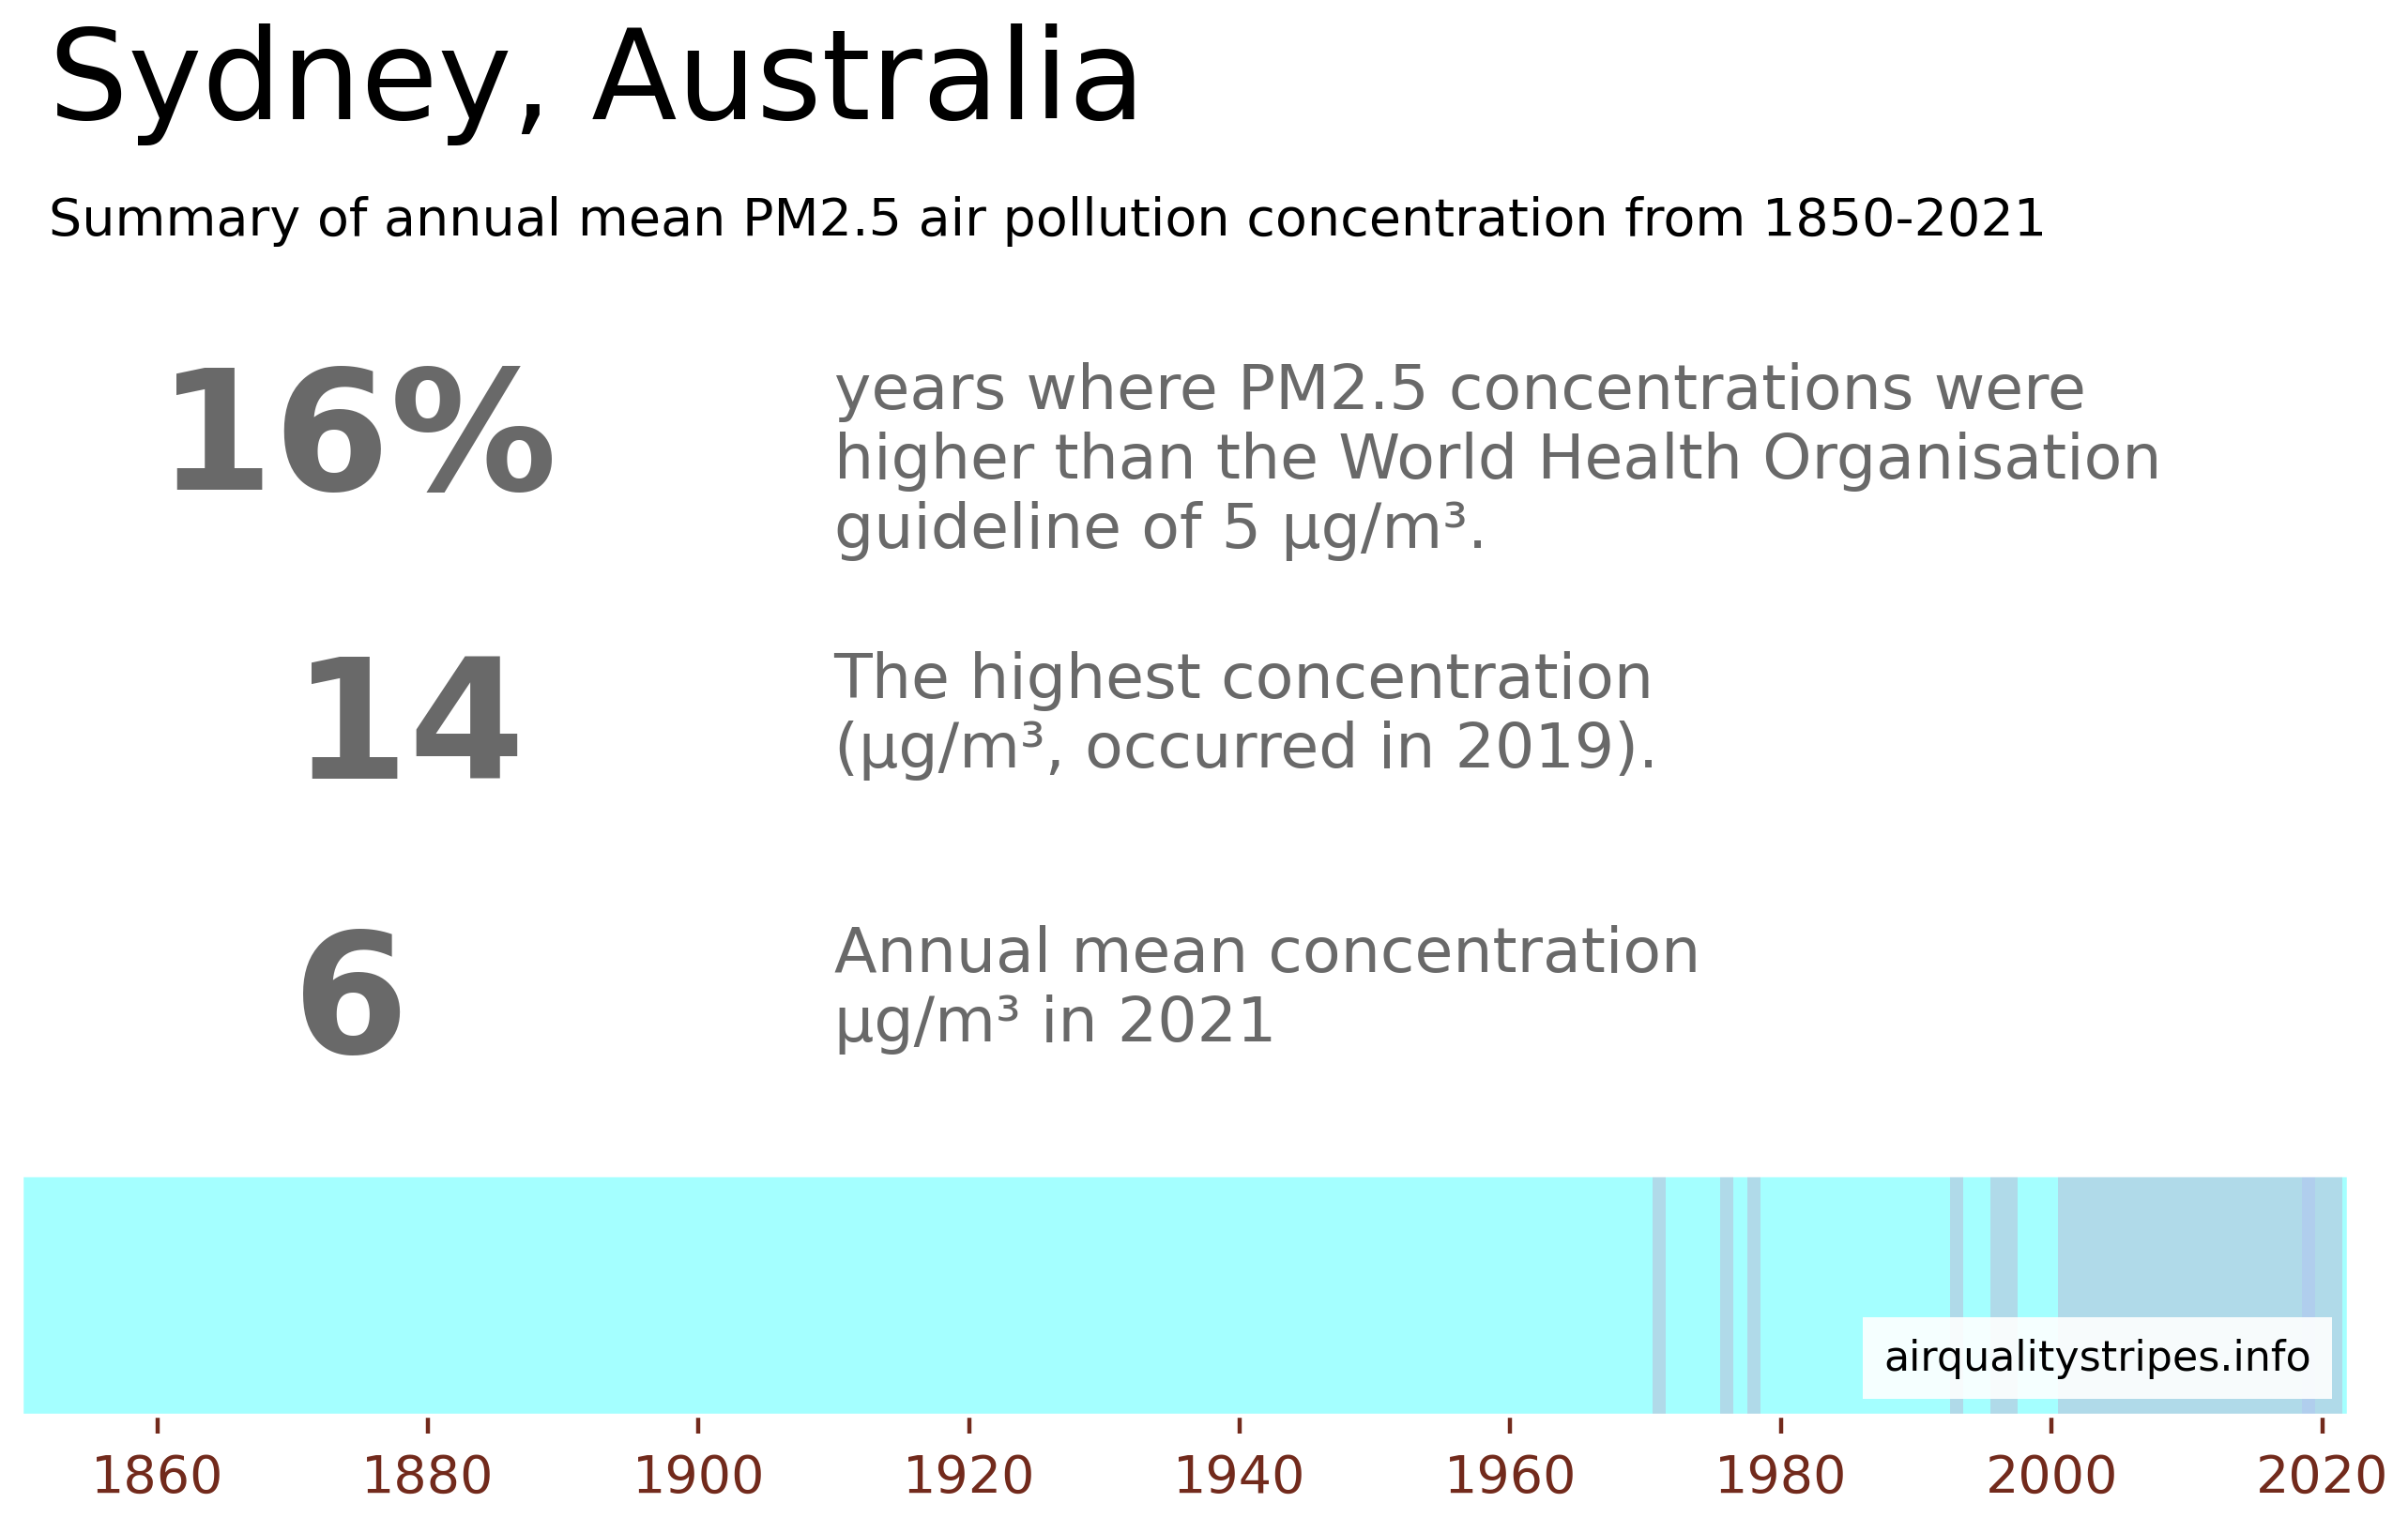 Sydney, Australia
Summary of annual mean PM2.5 air pollution concentration from 1850-2021
16%
years where PM2.5 concentrations were
higher than the World Health Organisation
guideline of 5 µg/m³.
14
The highest concentration
(µg/m³, occurred in 2019).
6
Annual mean concentration
µg/m³ in 2021
airqualitystripes.info
1860 1880 1900 1920 1940 1960 1980 2000 2020